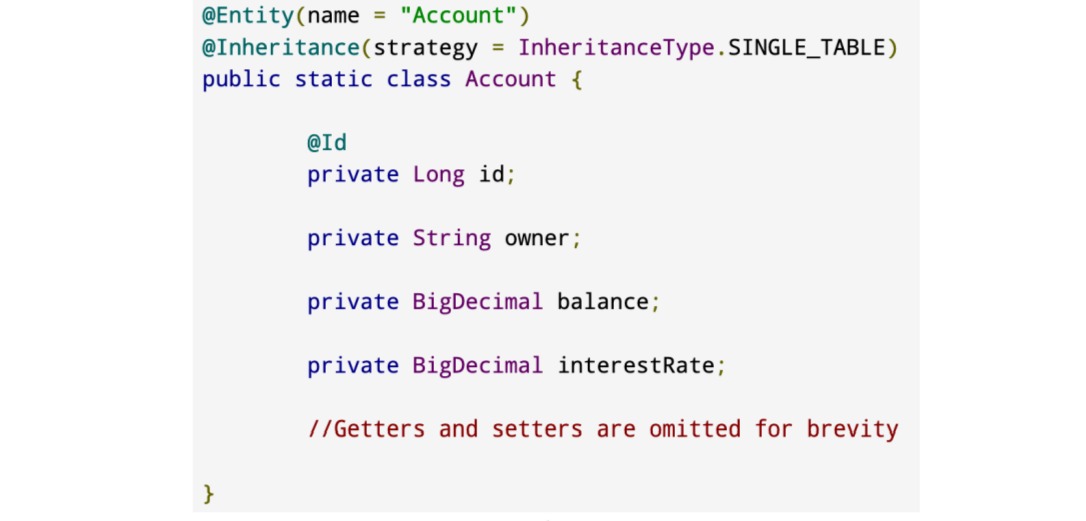 @Entity(name = "Account")
@Inheritance(strategy = InheritanceType.SINGLE_TABLE)
public static class Account {
@Id
private Long id;
private String owner;
private BigDecimal balance;
private BigDecimal interestRate;
//Getters and setters are omitted for brevity
}